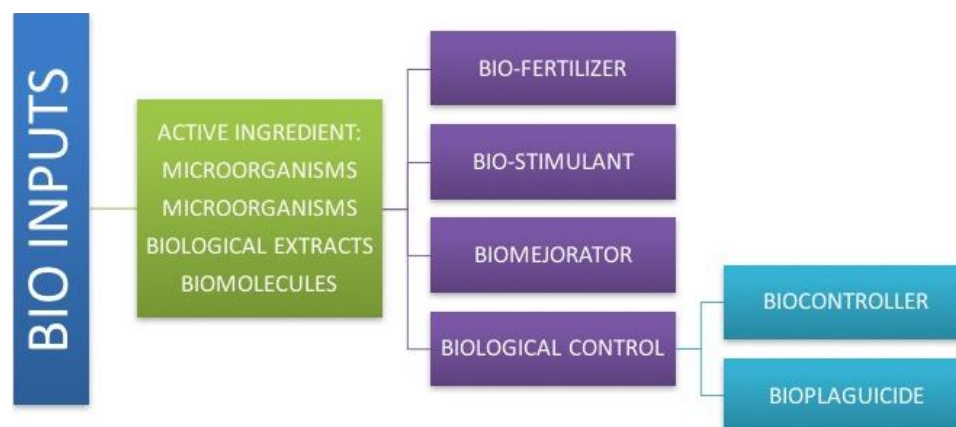 BIO INPUTS
ACTIVE INGREDIENT:
MICROORGANISMS
MICROORGANISMS
BIOLOGICAL EXTRACTS
BIOMOLECULES
BIO-FERTILIZER
BIO-STIMULANT
BIOMEJORATOR
BIOLOGICAL CONTROL
BIOCONTROLLER
BIOPLAGUICIDE